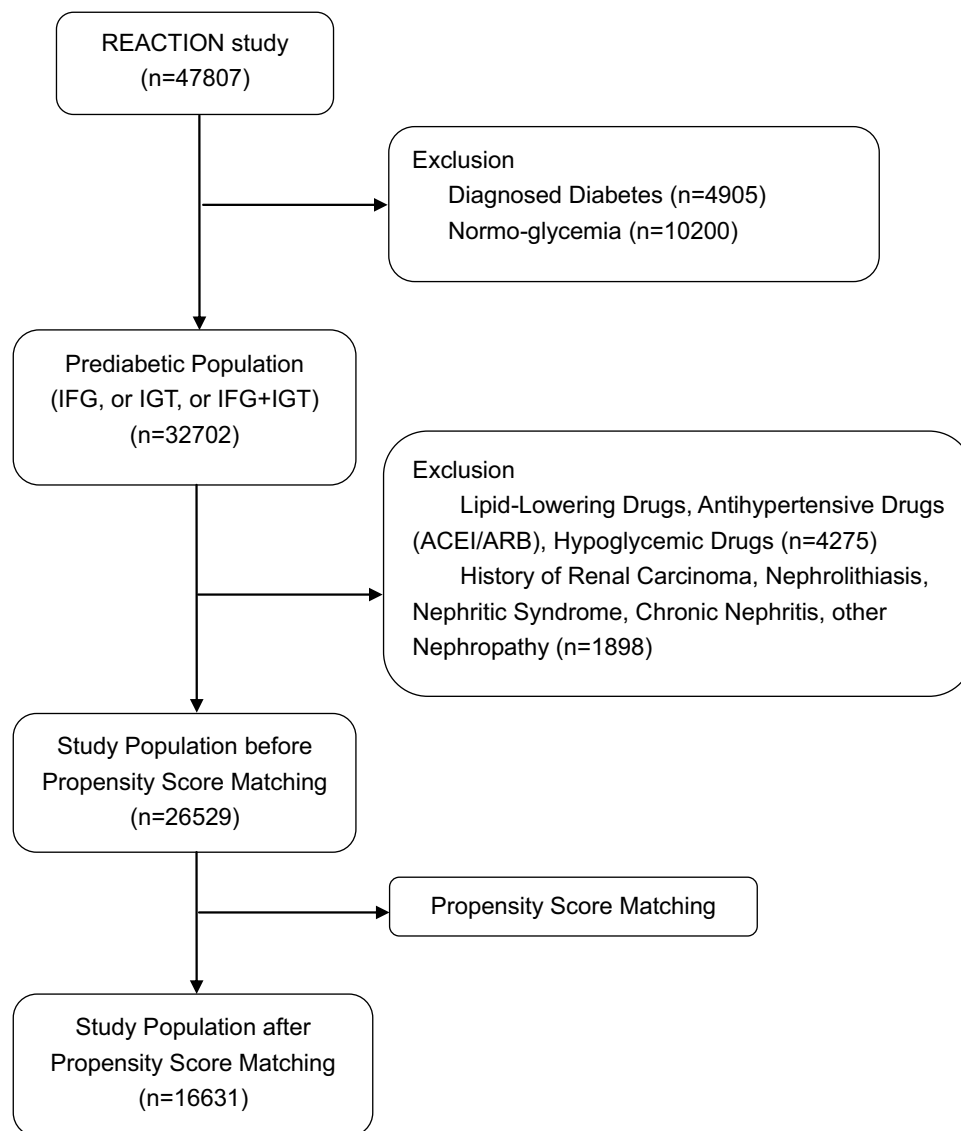 REACTION study
(n=47807)
Exclusion
Diagnosed Diabetes (n=4905)
Normo-glycemia (n=10200)
Prediabetic Population
(IFG, or IGT, or IFG+IGT)
(n=32702)
Exclusion
Lipid-Lowering Drugs, Antihypertensive Drugs
(ACEI/ARB), Hypoglycemic Drugs (n=4275)
History of Renal Carcinoma, Nephrolithiasis,
Nephritic Syndrome, Chronic Nephritis, other
Nephropathy (n=1898)
Study Population before
Propensity Score Matching
(n=26529)
Propensity Score Matching
Study Population after
Propensity Score Matching
(n=16631)